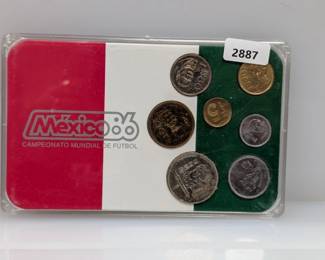 2887
México86
CAMPEONATO MUNDIAL DE FUTBOL